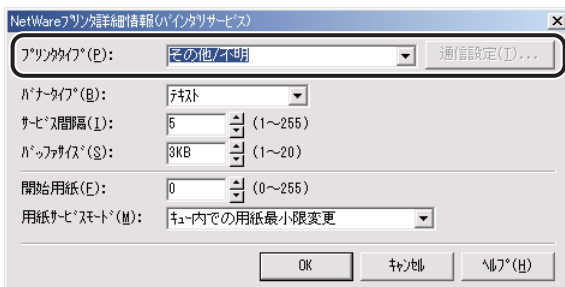 NetWareﾌﾟﾘﾝﾀ詳細情報(ﾊﾞｲﾝﾀﾞﾘｻｰﾋﾞｽ)
ﾌﾟﾘﾝﾀﾀｲﾌﾟ(P): その他/不明 通信設定(T)...
ﾊﾞﾅｰﾀｲﾌﾟ(B): ﾃｷｽﾄ
ｻｰﾋﾞｽ間隔(I): 5 (1～255)
ﾊﾞｯﾌｧｻｲｽﾞ(S): 3KB (1～20)
開始用紙(F): 0 (0～255)
用紙ｻｰﾋﾞｽﾓｰﾄﾞ(M): ｷｭｰ内での用紙最小限変更
OK ｷｬﾝｾﾙ ﾍﾙﾌﾟ(H)